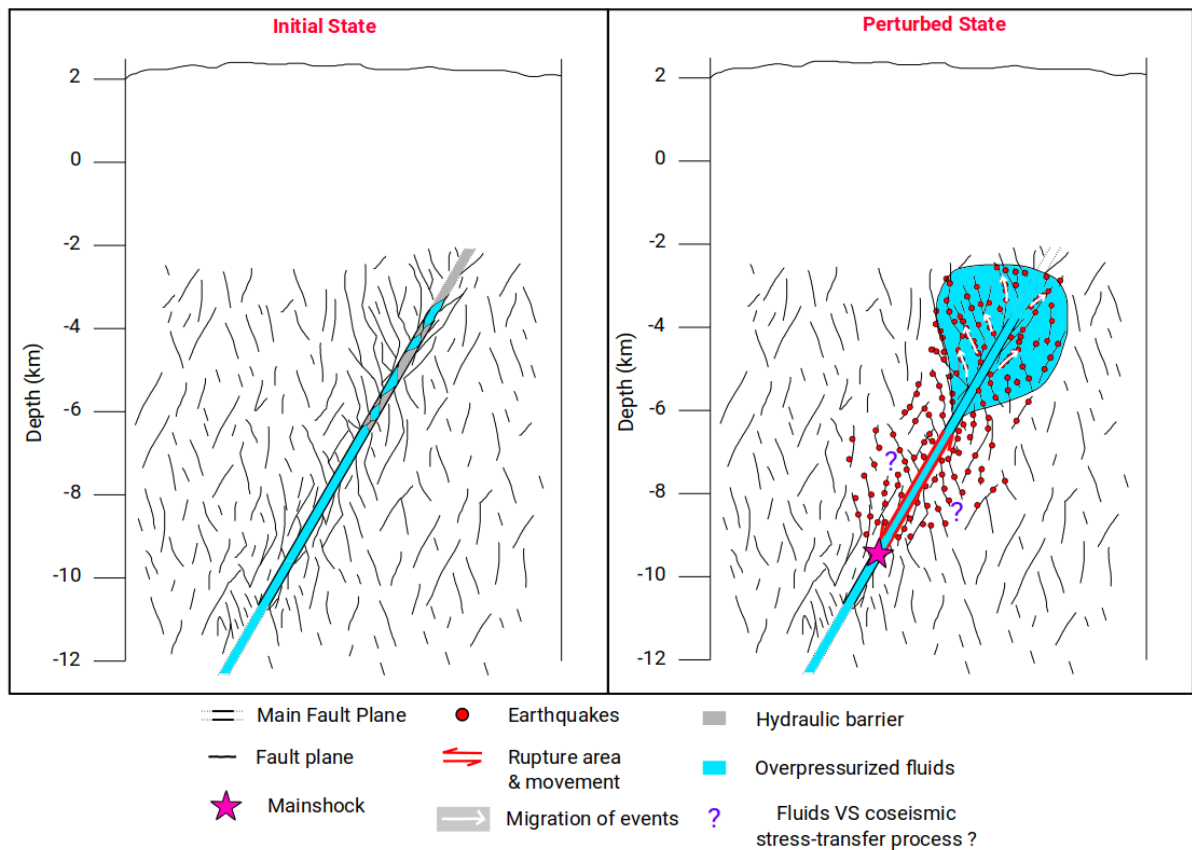 Initial State
Depth (km)
2
0
-2
-4
-6
-8
-10
-12
Perturbed State
Depth (km)
2
0
-2
-4
-6
-8
-10
-12
?
?
Main Fault Plane
Earthquakes
Hydraulic barrier
Fault plane
Rupture area
& movement
Overpressurized fluids
Mainshock
Migration of events
?
Fluids VS coseismic
stress-transfer process ?